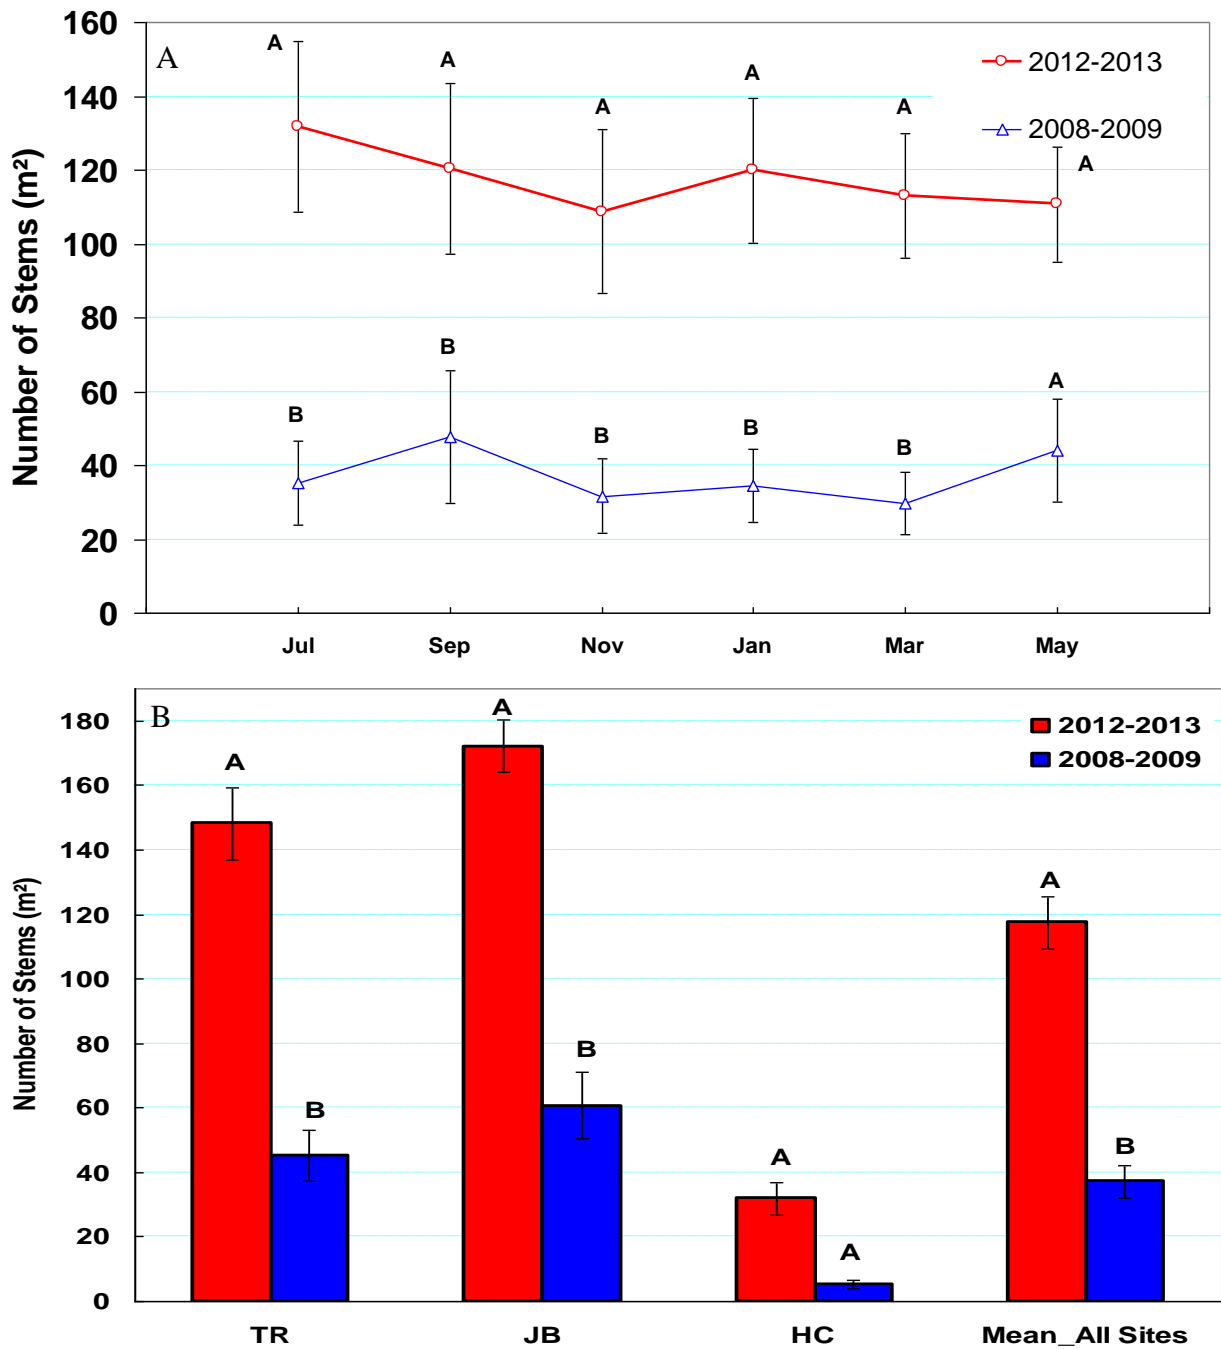 160
140
120
100
80
60
40
20
0
Number of Stems (m²)
A
A
A
A
A
A
A
B
B
B
B
B
A
2012-2013
2008-2009
Jul Sep Nov Jan Mar May
B
180
160
140
120
100
80
60
40
20
0
Number of Stems (m²)
A
B
A
B
A
A
A
B
2012-2013
2008-2009
TR JB HC Mean_All Sites